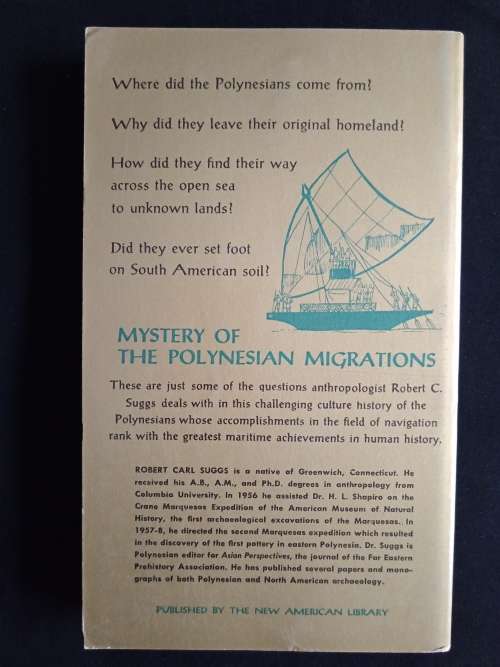 Where did the Polynesians come from?
Why did they leave their original homeland?
How did they find their way
across the open sea
to unknown lands?
Did they ever set foot
on South American soil?
MYSTERY OF
THE POLYNESIAN MIGRATIONS
These are just some of the questions anthropologist Robert C.
Suggs deals with in this challenging culture history of the
Polynesians whose accomplishments in the field of navigation
rank with the greatest maritime achievements in human history.
ROBERT CARL SUGGS is a native of Greenwich, Connecticut. He
received his A.B., A.M., and Ph.D. degrees in anthropology from
Columbia University. In 1956 he assisted Dr. H. L. Shapiro on the
Crane Marquesas Expedition of the American Museum of Natural
History, the first archaeological excavations of the Marquesas. In
1957-8, he directed the second Marquesas expedition which resulted
in the discovery of the first pottery in eastern Polynesia. Dr. Suggs is
Polynesian editor for Asian Perspectives, the journal of the Far Eastern
Prehistory Association. He has published several papers and mono-
graphs of both Polynesian and North American archaeology.
PUBLISHED BY THE NEW AMERICAN LIBRARY